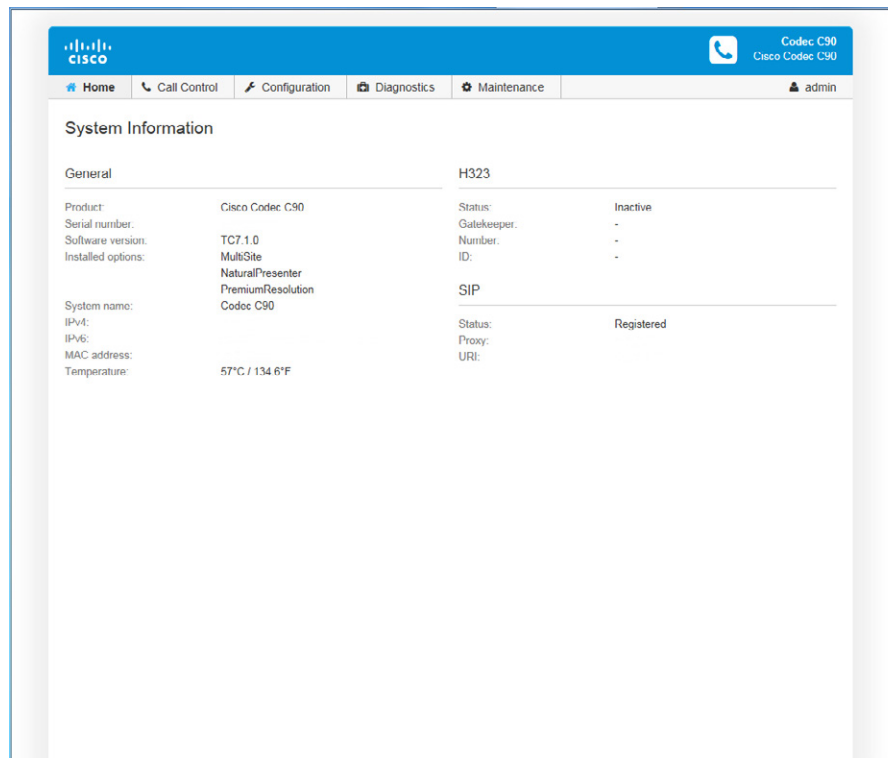 CISCO
Codec C90
Cisco Codec C90
Home Call Control Configuration Diagnostics Maintenance admin
System Information
General
Product: Cisco Codec C90
Serial number:
Software version: TC7.1.0
Installed options: MultiSite
NaturalPresenter
PremiumResolution
System name: Codec C90
IPv4:
IPv6:
MAC address:
Temperature: 57°C / 134.6°F
H323
Status: Inactive
Gatekeeper: -
Number: -
ID: -
SIP
Status: Registered
Proxy:
URI: